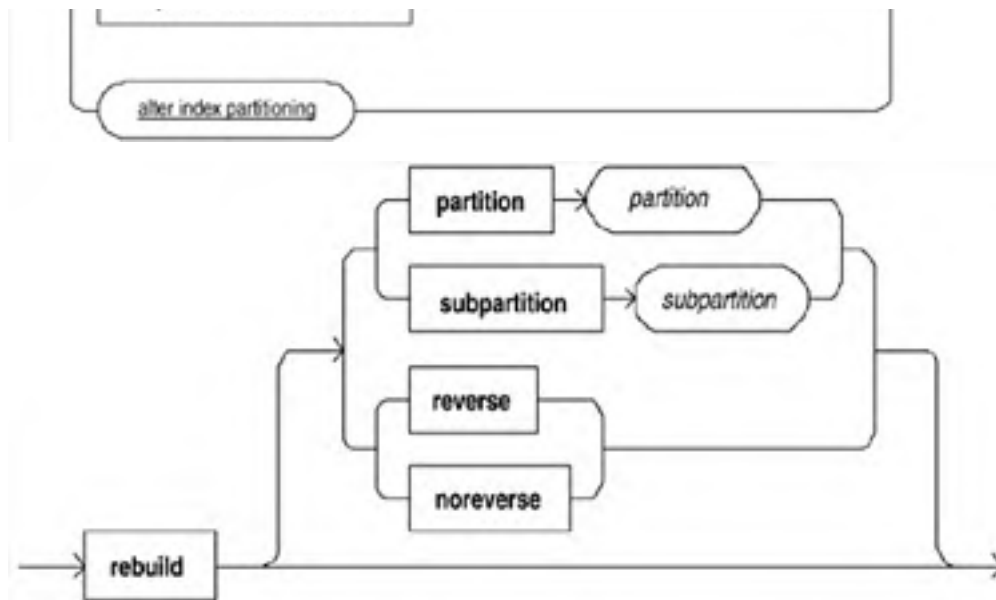 alter index partitioning
partition partition
subpartition subpartition
reverse
noreverse
rebuild